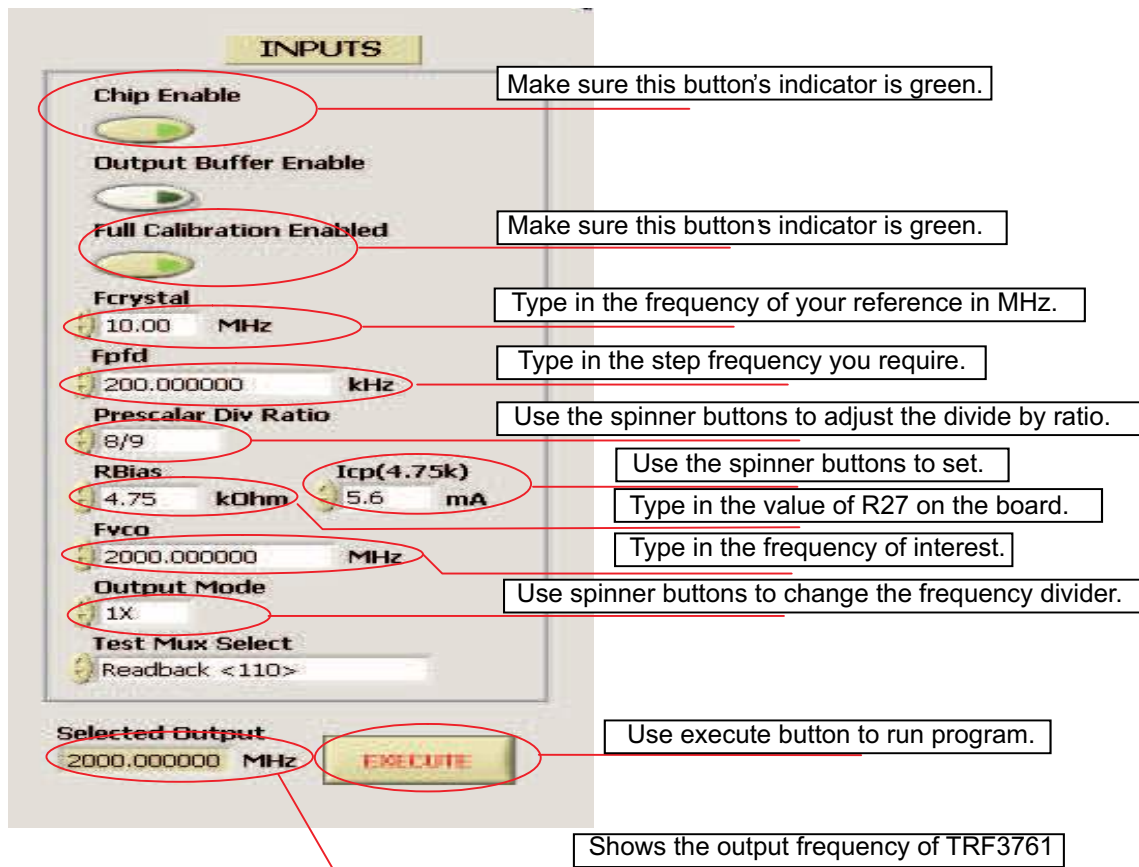 INPUTS
Chip Enable
Make sure this button's indicator is green.
Output Buffer Enable
Full Calibration Enabled
Make sure this button's indicator is green.
Fcrystal
10.00 MHz
Type in the frequency of your reference in MHz.
Fpfd
200.000000 kHz
Type in the step frequency you require.
Prescalar Div Ratio
8/9
Use the spinner buttons to adjust the divide by ratio.
RBias
4.75 kOhm
Icp(4.75k)
5.6 mA
Use the spinner buttons to set.
Type in the value of R27 on the board.
Fvco
2000.000000 MHz
Type in the frequency of interest.
Output Mode
1X
Use spinner buttons to change the frequency divider.
Test Mux Select
Readback <110>
Selected Output
2000.000000 MHz
EXECUTE
Use execute button to run program.
Shows the output frequency of TRF3761